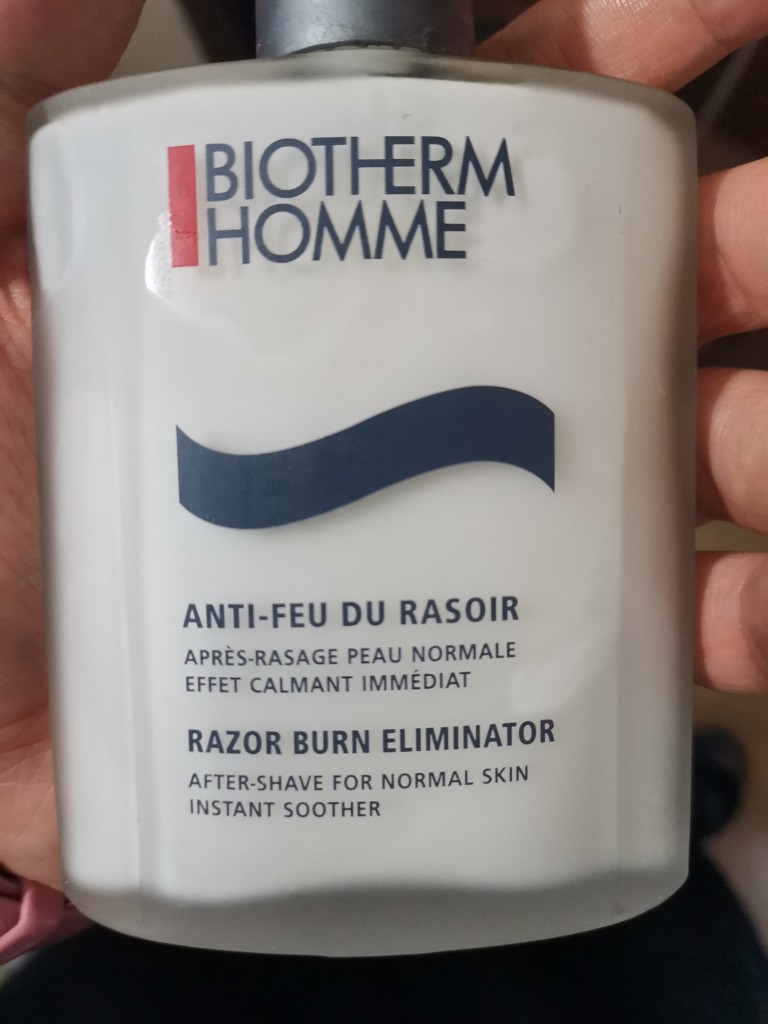 BIOTHERM
HOMME
ANTI-FEU DU RASOIR
APRÈS-RASAGE PEAU NORMALE
EFFET CALMANT IMMÉDIAT
RAZOR BURN ELIMINATOR
AFTER-SHAVE FOR NORMAL SKIN
INSTANT SOOTHER